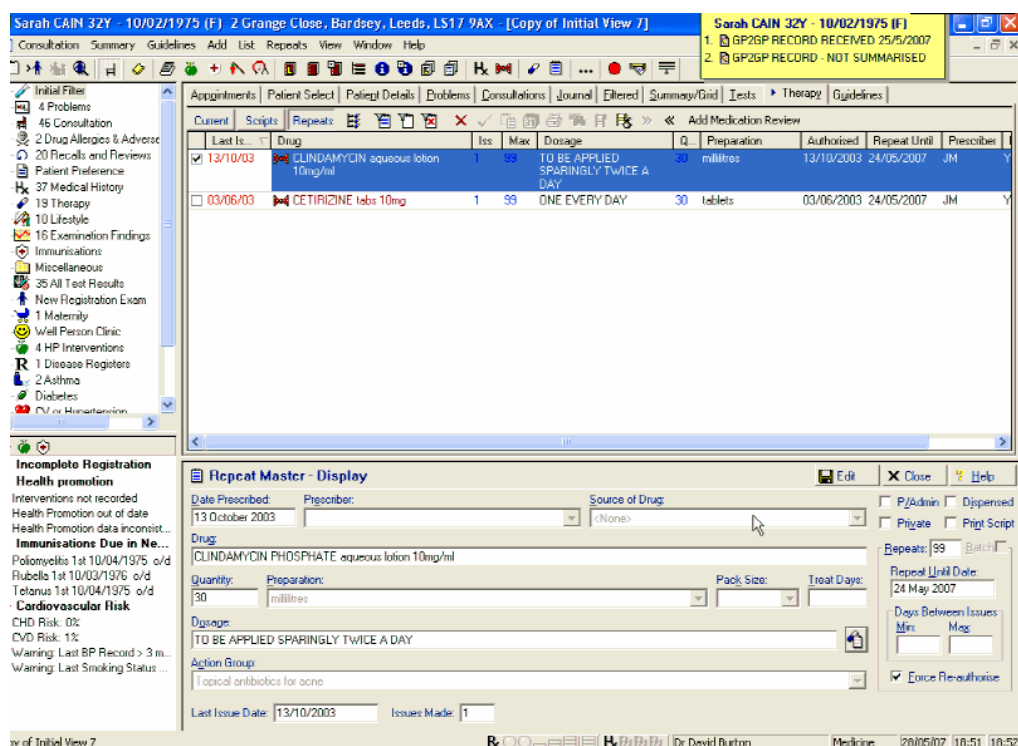 Sarah CAIN 32Y - 10/02/1975 (F) 2 Grange Close, Bardsey, Leeds, LS17 9AX - [Copy of Initial View 7]
Sarah CAIN 32Y - 10/02/1975 (F)
1. GP2GP RECORD RECEIVED 25/5/2007
2. GP2GP RECORD - NOT SUMMARISED
Consultation Summary Guidelines Add List Repeats View Window Help
Initial Filter
4 Problems
46 Consultation
2 Drug Allergies & Adverse
20 Recalls and Reviews
Patient Preference
37 Medical History
19 Therapy
10 Lifestyle
16 Examination Findings
Immunisations
Miscellaneous
35 All Test Results
New Registration Exam
1 Maternity
Well Person Clinic
4 HP Interventions
1 Disease Registers
2 Asthma
Diabetes
CV or Hypertension
Appointments Patient Select Patient Details Problems Consultations Journal Filtered Summary/Grid Tests Therapy Guidelines
Current Scripts Repeats Add Medication Review
Last Is... Drug Iss Max Dosage Q... Preparation Authorised Repeat Until Prescriber
13/10/03 CLINDAMYCIN aqueous lotion 1 99 TO BE APPLIED 30 millilitres 13/10/2003 24/05/2007 JM Y
10mg/ml SPARINGLY TWICE A
DAY
03/06/03 CETIRIZINE tabs 10mg 1 99 ONE EVERY DAY 30 tablets 03/06/2003 24/05/2007 JM Y
Incomplete Registration
Health promotion
Interventions not recorded
Health Promotion out of date
Health Promotion data inconsist...
Immunisations Due in Ne...
Poliomyelitis 1st 10/04/1975 o/d
Rubella 1st 10/03/1976 o/d
Tetanus 1st 10/04/1975 o/d
Cardiovascular Risk
CHD Risk: 0%
CVD Risk: 1%
Warning: Last BP Record > 3 m...
Warning: Last Smoking Status ...
Repeat Master - Display
Edit Close Help
Date Prescribed: Prescriber: Source of Drug:
13 October 2003 <None>
P/Admin Dispensed
Private Print Script
Drug:
CLINDAMYCIN PHOSPHATE aqueous lotion 10mg/ml
Repeats: 99 Batch
Quantity: Preparation: Pack Size: Treat Days:
30 millilitres
Repeat Until Date:
24 May 2007
Dosage:
TO BE APPLIED SPARINGLY TWICE A DAY
Days Between Issues
Min: Max:
Action Group:
Topical antibiotics for acne
Force Re-authorise
Last Issue Date: 13/10/2003 Issues Made: 1
py of Initial View 7 Dr David Burton Medicine 28/05/07 18:51 18:52